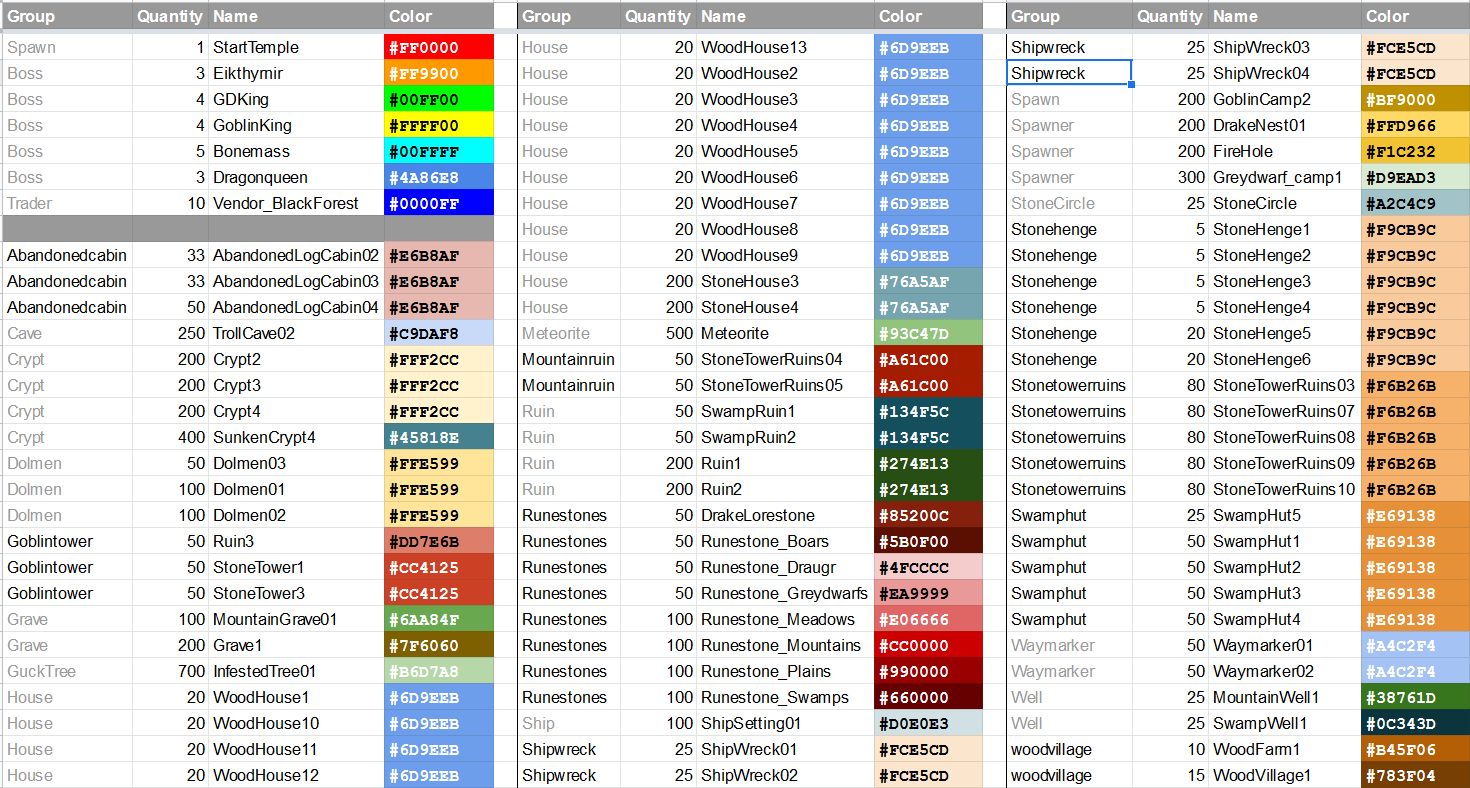 Group Quantity Name Color Group Quantity Name Color Group Quantity Name Color
Spawn 1 StartTemple #FF0000 House 20 WoodHouse13 #6D9EEB Shipwreck 25 ShipWreck03 #FCE5CD
Boss 3 Eikthymir #FF9900 House 20 WoodHouse2 #6D9EEB Shipwreck 25 ShipWreck04 #FCE5CD
Boss 4 GDKing #00FF00 House 20 WoodHouse3 #6D9EEB Spawn 200 GoblinCamp2 #BF9000
Boss 4 GoblinKing #FFFF00 House 20 WoodHouse4 #6D9EEB Spawner 200 DrakeNest01 #FFD966
Boss 5 Bonemass #00FFFF House 20 WoodHouse5 #6D9EEB Spawner 200 FireHole #F1C232
Boss 3 Dragonqueen #4A86E8 House 20 WoodHouse6 #6D9EEB Spawner 300 Greydwarf_camp1 #D9EAD3
Trader 10 Vendor_BlackForest #0000FF House 20 WoodHouse7 #6D9EEB StoneCircle 25 StoneCircle #A2C4C9
House 20 WoodHouse8 #6D9EEB Stonehenge 5 StoneHenge1 #F9CB9C
Abandonedcabin 33 AbandonedLogCabin02 #E6B8AF House 20 WoodHouse9 #6D9EEB Stonehenge 5 StoneHenge2 #F9CB9C
Abandonedcabin 33 AbandonedLogCabin03 #E6B8AF House 200 StoneHouse3 #76A5AF Stonehenge 5 StoneHenge3 #F9CB9C
Abandonedcabin 50 AbandonedLogCabin04 #E6B8AF House 200 StoneHouse4 #76A5AF Stonehenge 5 StoneHenge4 #F9CB9C
Cave 250 TrollCave02 #C9DAF8 Meteorite 500 Meteorite #93C47D Stonehenge 20 StoneHenge5 #F9CB9C
Crypt 200 Crypt2 #FFF2CC Mountainruin 50 StoneTowerRuins04 #A61C00 Stonehenge 20 StoneHenge6 #F9CB9C
Crypt 200 Crypt3 #FFF2CC Mountainruin 50 StoneTowerRuins05 #A61C00 Stonetowerruins 80 StoneTowerRuins03 #F6B26B
Crypt 200 Crypt4 #FFF2CC Ruin 50 SwampRuin1 #134F5C Stonetowerruins 80 StoneTowerRuins07 #F6B26B
Crypt 400 SunkenCrypt4 #45818E Ruin 50 SwampRuin2 #134F5C Stonetowerruins 80 StoneTowerRuins08 #F6B26B
Dolmen 50 Dolmen03 #FFE599 Ruin 200 Ruin1 #274E13 Stonetowerruins 80 StoneTowerRuins09 #F6B26B
Dolmen 100 Dolmen01 #FFE599 Ruin 200 Ruin2 #274E13 Stonetowerruins 80 StoneTowerRuins10 #F6B26B
Dolmen 100 Dolmen02 #FFE599 Runestones 50 DrakeLorestone #85200C Swamphut 25 SwampHut5 #E69138
Goblintower 50 Ruin3 #DD7E6B Runestones 50 Runestone_Boars #5B0F00 Swamphut 50 SwampHut1 #E69138
Goblintower 50 StoneTower1 #CC4125 Runestones 50 Runestone_Draugr #4FCCCC Swamphut 50 SwampHut2 #E69138
Goblintower 50 StoneTower3 #CC4125 Runestones 50 Runestone_Greydwarfs #EA9999 Swamphut 50 SwampHut3 #E69138
Grave 100 MountainGrave01 #6AA84F Runestones 100 Runestone_Meadows #E06666 Swamphut 50 SwampHut4 #E69138
Grave 200 Grave1 #7F6060 Runestones 100 Runestone_Mountains #CC0000 Waymarker 50 Waymarker01 #A4C2F4
GuckTree 700 InfestedTree01 #B6D7A8 Runestones 100 Runestone_Plains #990000 Waymarker 50 Waymarker02 #A4C2F4
House 20 WoodHouse1 #6D9EEB Runestones 100 Runestone_Swamps #660000 Well 25 MountainWell1 #38761D
House 20 WoodHouse10 #6D9EEB Ship 100 ShipSetting01 #D0E0E3 Well 25 SwampWell1 #0C343D
House 20 WoodHouse11 #6D9EEB Shipwreck 25 ShipWreck01 #FCE5CD woodvillage 10 WoodFarm1 #B45F06
House 20 WoodHouse12 #6D9EEB Shipwreck 25 ShipWreck02 #FCE5CD woodvillage 15 WoodVillage1 #783F04